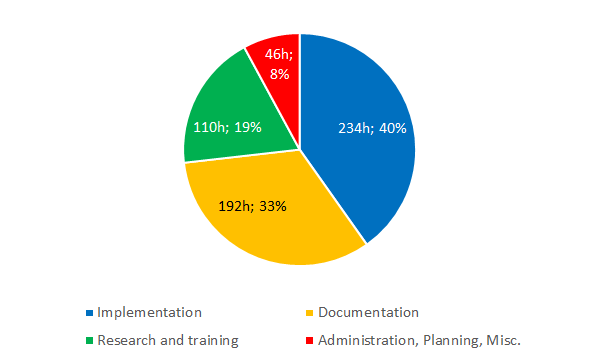 46h;
8%
110h; 19%
234h; 40%
192h; 33%
Implementation
Documentation
Research and training
Administration, Planning, Misc.